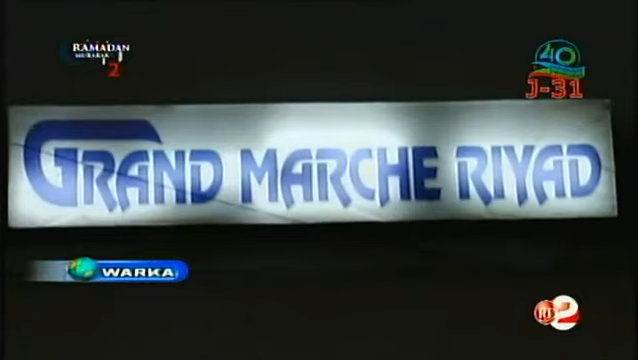 RAMADAN
MUBARAK
2
40
J-31
GRAND MARCHE RIYAD
WARKA
2